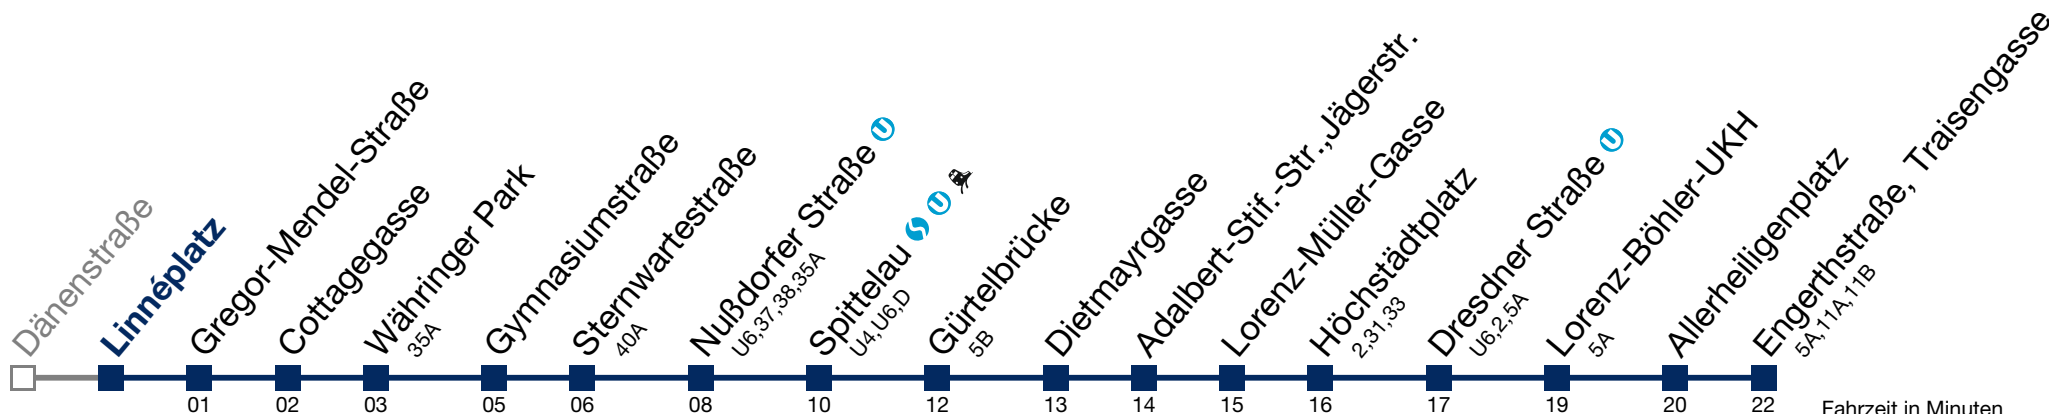 Dänenstraße
Linnéplatz
Gregor-Mendel-Straße
01
Cottagegasse
02
Währinger Park
35A
03
Gymnasiumstraße
05
Sternwartestraße
40A
06
Nußdorfer Straße U
U6,37,38,35A
08
Spittelau U
U4,U6,D
10
Gürtelbrücke
5B
12
Dietmayrgasse
13
Adalbert-Stif.-Str.,Jägerstr.
14
Lorenz-Müller-Gasse
15
Höchstädtplatz
2,31,33
16
Dresdner Straße U
U6,2,5A
17
Lorenz-Böhler-UKH
5A
19
Allerheiligenplatz
20
Engerthstraße, Traisengasse
5A,11A,11B
22
Fahrzeit in Minuten